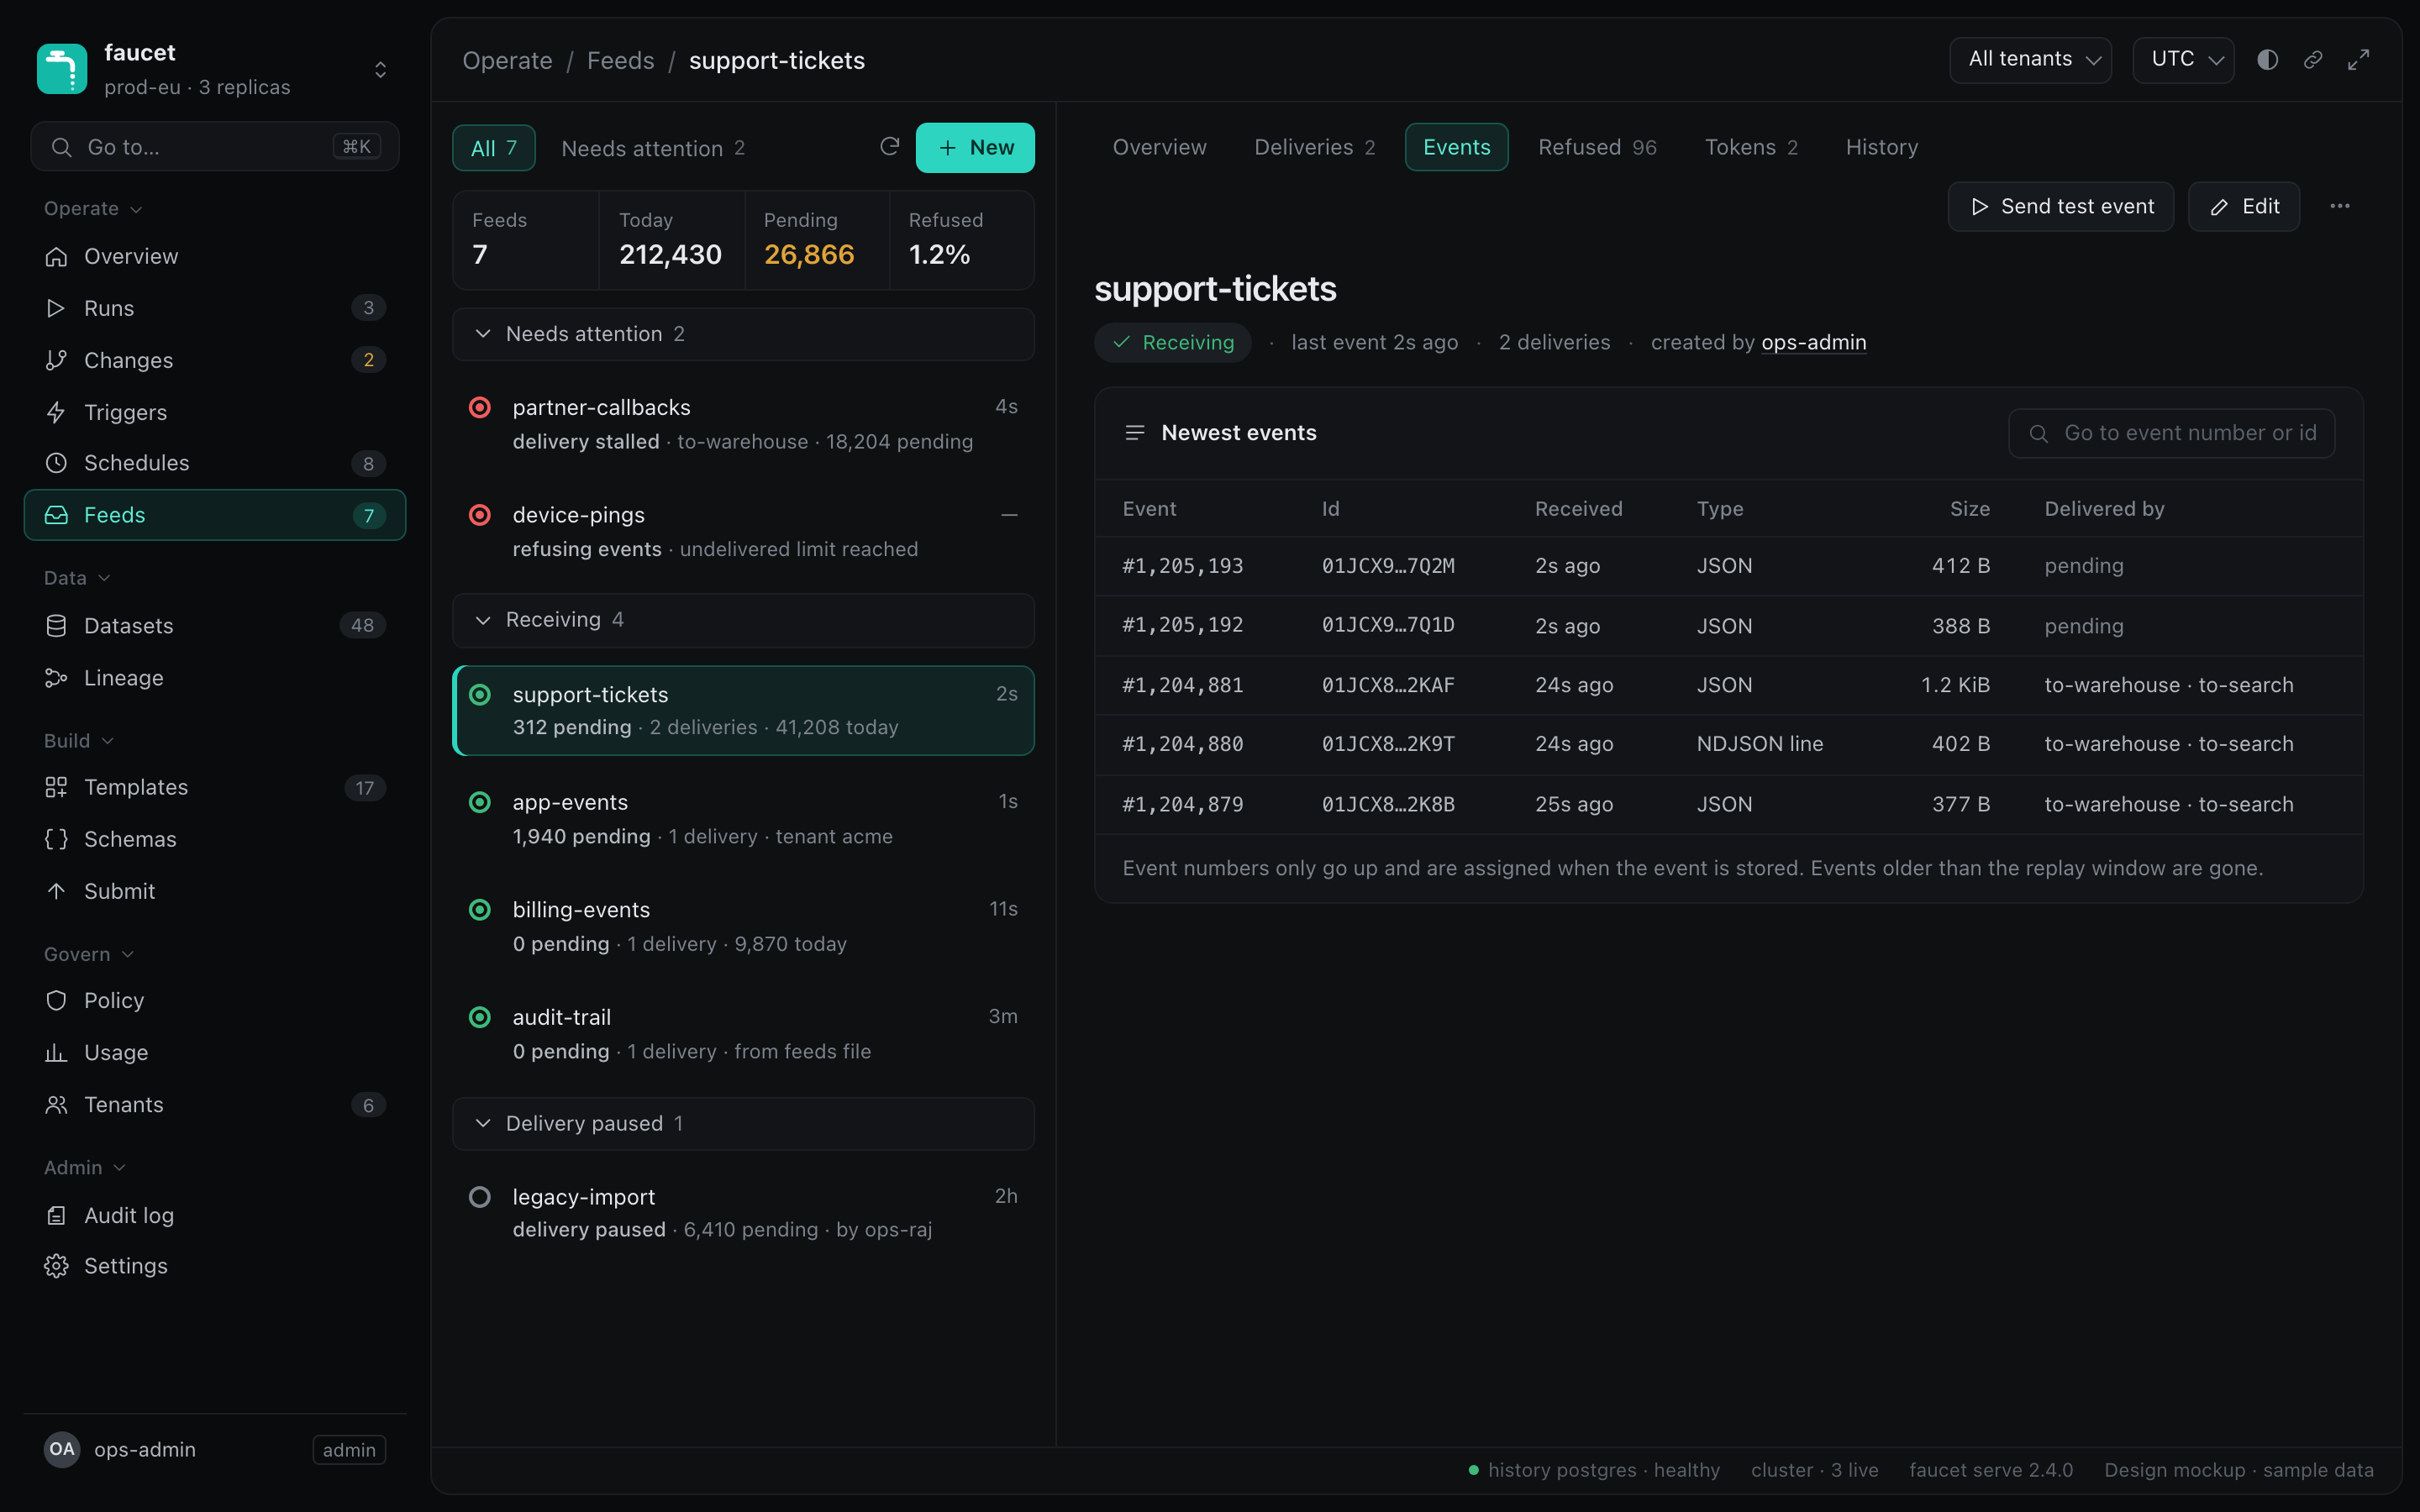 faucet
prod-eu · 3 replicas
Go to... ⌘K
Operate
Overview
Runs 3
Changes 2
Triggers
Schedules 8
Feeds 7
Data
Datasets 48
Lineage
Build
Templates 17
Schemas
Submit
Govern
Policy
Usage
Tenants 6
Admin
Audit log
Settings
OA ops-admin admin
Operate / Feeds / support-tickets
All tenants UTC
All 7 Needs attention 2 New
Feeds Today Pending Refused
7 212,430 26,866 1.2%
Needs attention 2
partner-callbacks 4s
delivery stalled · to-warehouse · 18,204 pending
device-pings —
refusing events · undelivered limit reached
Receiving 4
support-tickets 2s
312 pending · 2 deliveries · 41,208 today
app-events 1s
1,940 pending · 1 delivery · tenant acme
billing-events 11s
0 pending · 1 delivery · 9,870 today
audit-trail 3m
0 pending · 1 delivery · from feeds file
Delivery paused 1
legacy-import 2h
delivery paused · 6,410 pending · by ops-raj
Overview Deliveries 2 Events Refused 96 Tokens 2 History
Send test event Edit
support-tickets
Receiving · last event 2s ago · 2 deliveries · created by ops-admin
Newest events Go to event number or id
Event Id Received Type Size Delivered by
#1,205,193 01JCX9…7Q2M 2s ago JSON 412 B pending
#1,205,192 01JCX9…7Q1D 2s ago JSON 388 B pending
#1,204,881 01JCX8…2KAF 24s ago JSON 1.2 KiB to-warehouse · to-search
#1,204,880 01JCX8…2K9T 24s ago NDJSON line 402 B to-warehouse · to-search
#1,204,879 01JCX8…2K8B 25s ago JSON 377 B to-warehouse · to-search
Event numbers only go up and are assigned when the event is stored. Events older than the replay window are gone.
history postgres · healthy cluster · 3 live faucet serve 2.4.0 Design mockup · sample data